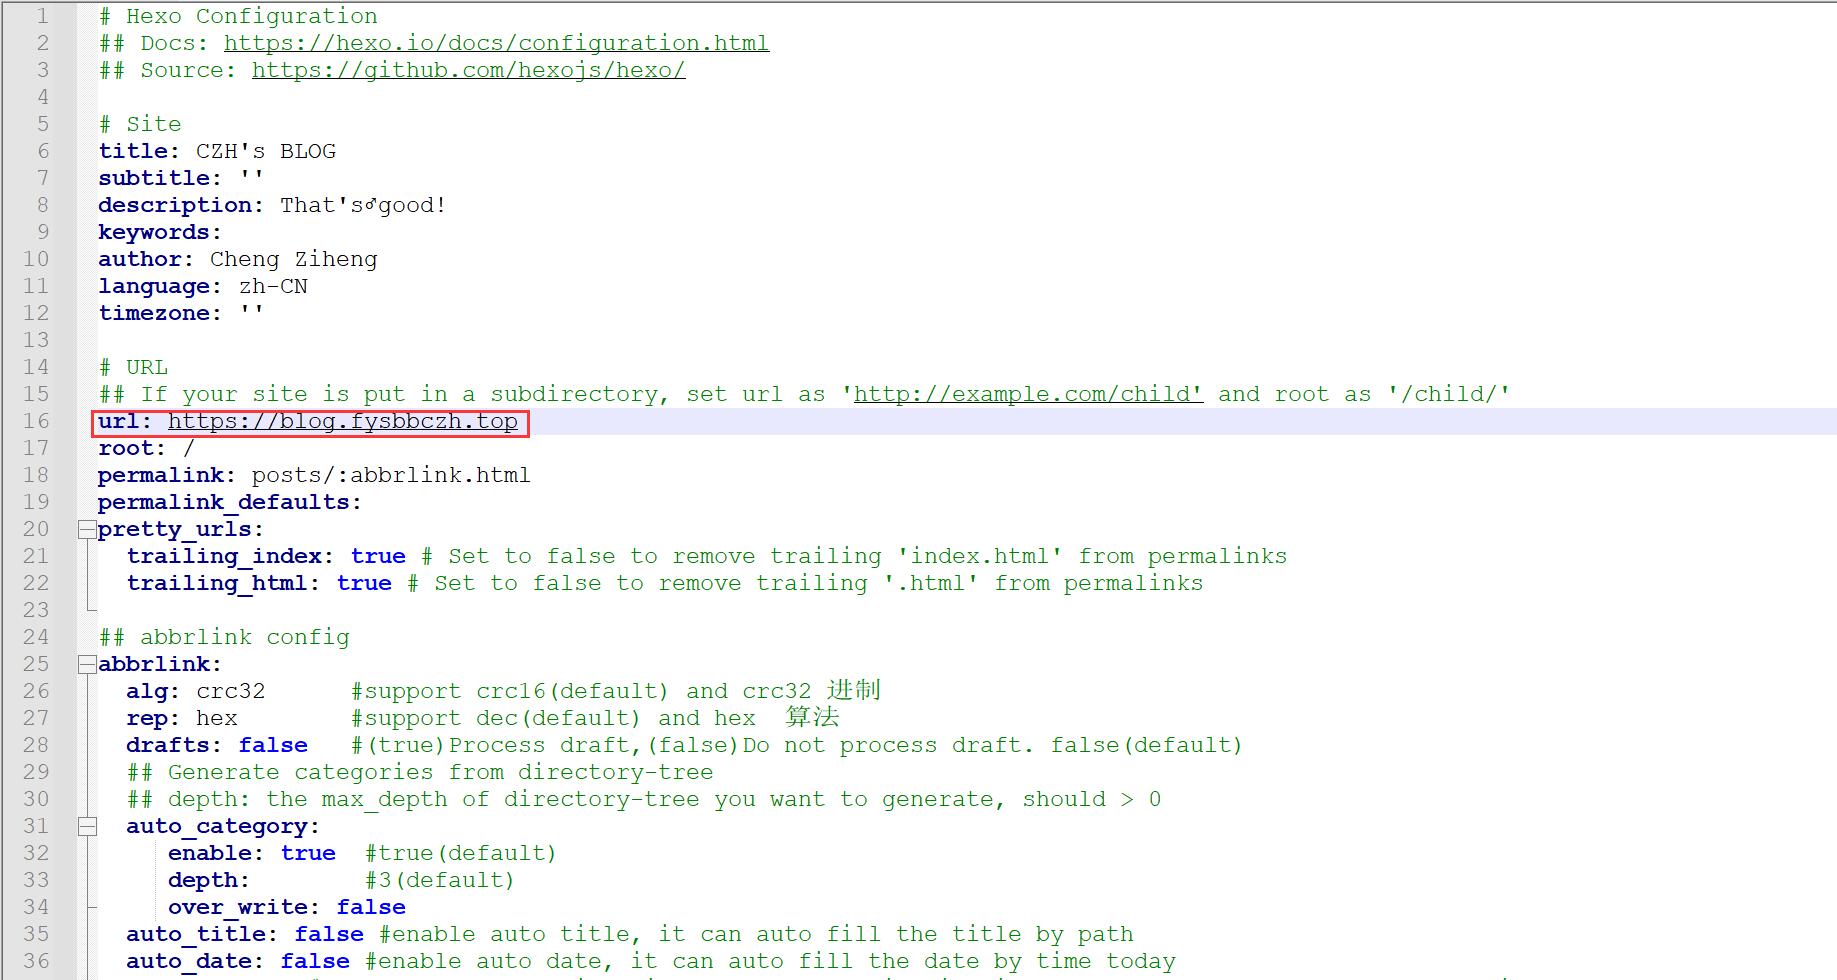 1 # Hexo Configuration
2 ## Docs: https://hexo.io/docs/configuration.html
3 ## Source: https://github.com/hexojs/hexo/
4
5 # Site
6 title: CZH's BLOG
7 subtitle: ''
8 description: That's♂good!
9 keywords:
10 author: Cheng Ziheng
11 language: zh-CN
12 timezone: ''
13
14 # URL
15 ## If your site is put in a subdirectory, set url as 'http://example.com/child' and root as '/child/'
16 url: https://blog.fysbbczh.top
17 root: /
18 permalink: posts/:abbrlink.html
19 permalink_defaults:
20 pretty_urls:
21 trailing_index: true # Set to false to remove trailing 'index.html' from permalinks
22 trailing_html: true # Set to false to remove trailing '.html' from permalinks
23
24 ## abbrlink config
25 abbrlink:
26 alg: crc32 #support crc16(default) and crc32 进制
27 rep: hex #support dec(default) and hex 算法
28 drafts: false #(true)Process draft,(false)Do not process draft. false(default)
29 ## Generate categories from directory-tree
30 ## depth: the max_depth of directory-tree you want to generate, should > 0
31 auto_category:
32 enable: true #true(default)
33 depth: #3(default)
34 over_write: false
35 auto_title: false #enable auto title, it can auto fill the title by path
36 auto_date: false #enable auto date, it can auto fill the date by time today